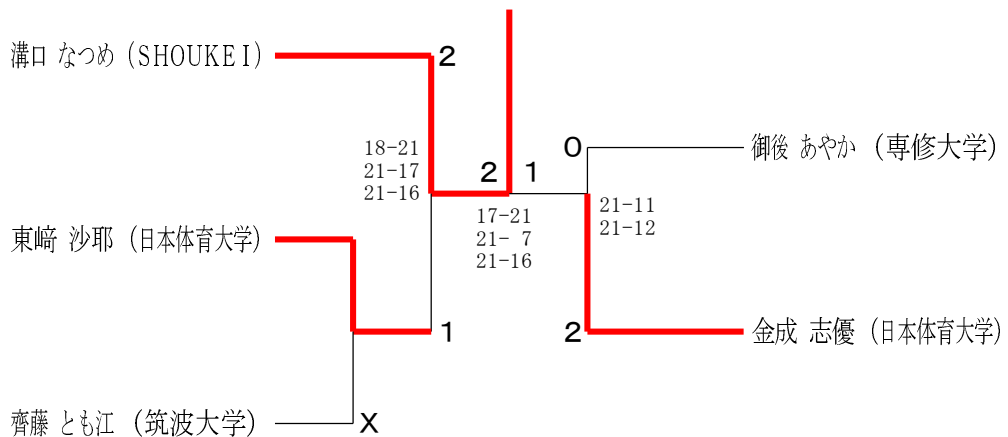 溝口 なつめ（SHOUKEI）
2
18-21
21-17
21-16
東﨑 沙耶（日本体育大学）
1
齊藤 とも江（筑波大学）
X
2
1
17-21
21- 7
21-16
0
御後 あやか（専修大学）
21-11
21-12
2
金成 志優（日本体育大学）